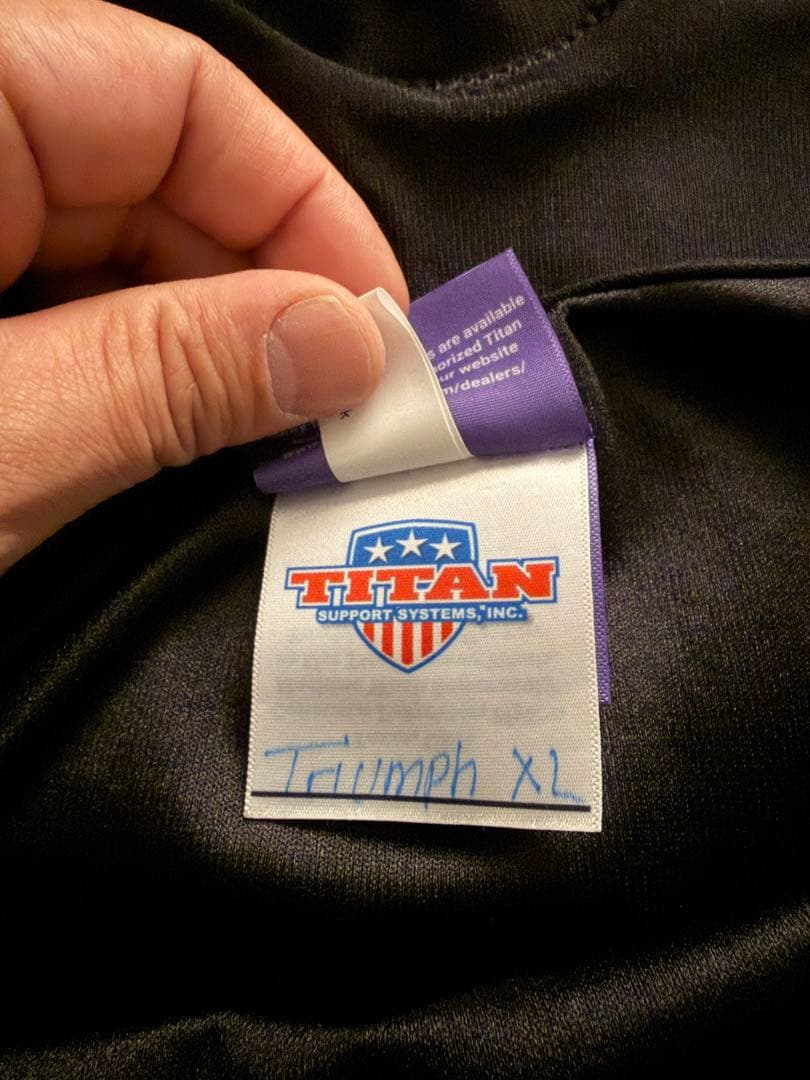 s are available
orized Titan
ur website
n/dealers/
k
TITAN
SUPPORT SYSTEMS, INC.
Triumph XL